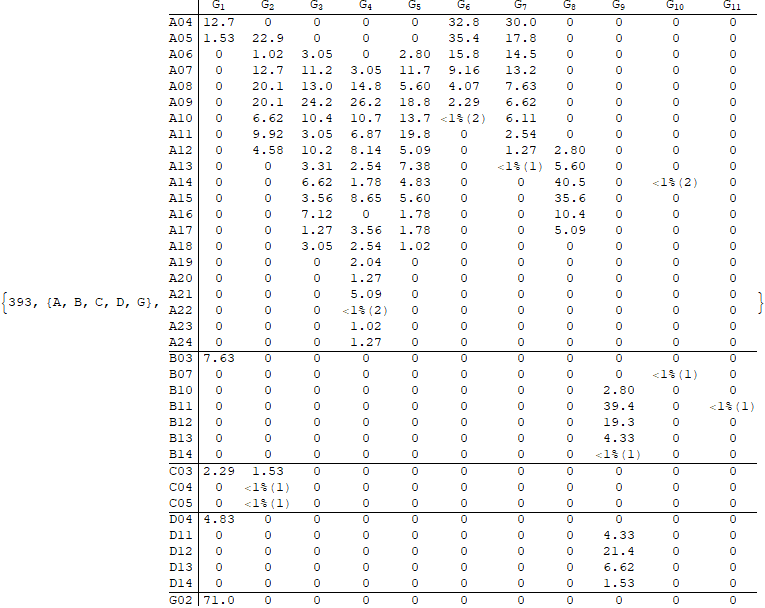 G1 G2 G3 G4 G5 G6 G7 G8 G9 G10 G11
A04 12.7 0 0 0 0 32.8 30.0 0 0 0 0
A05 1.53 22.9 0 0 0 35.4 17.8 0 0 0 0
A06 0 1.02 3.05 0 2.80 15.8 14.5 0 0 0 0
A07 0 12.7 11.2 3.05 11.7 9.16 13.2 0 0 0 0
A08 0 20.1 13.0 14.8 5.60 4.07 7.63 0 0 0 0
A09 0 20.1 24.2 26.2 18.8 2.29 6.62 0 0 0 0
A10 0 6.62 10.4 10.7 13.7 <1%(2) 6.11 0 0 0 0
A11 0 9.92 3.05 6.87 19.8 0 2.54 0 0 0 0
A12 0 4.58 10.2 8.14 5.09 0 1.27 2.80 0 0 0
A13 0 0 3.31 2.54 7.38 0 <1%(1) 5.60 0 0 0
A14 0 0 6.62 1.78 4.83 0 0 40.5 0 <1%(2) 0
A15 0 0 3.56 8.65 5.60 0 0 35.6 0 0 0
A16 0 0 7.12 0 1.78 0 0 10.4 0 0 0
A17 0 0 1.27 3.56 1.78 0 0 5.09 0 0 0
A18 0 0 3.05 2.54 1.02 0 0 0 0 0 0
A19 0 0 0 2.04 0 0 0 0 0 0 0
A20 0 0 0 1.27 0 0 0 0 0 0 0
A21 0 0 0 5.09 0 0 0 0 0 0 0
{393, {A, B, C, D, G}, A22 0 0 0 <1%(2) 0 0 0 0 0 0 0 }
A23 0 0 0 1.02 0 0 0 0 0 0 0
A24 0 0 0 1.27 0 0 0 0 0 0 0
B03 7.63 0 0 0 0 0 0 0 0 0 0
B07 0 0 0 0 0 0 0 0 0 <1%(1) 0
B10 0 0 0 0 0 0 0 0 2.80 0 0
B11 0 0 0 0 0 0 0 0 39.4 0 <1%(1)
B12 0 0 0 0 0 0 0 0 19.3 0 0
B13 0 0 0 0 0 0 0 0 4.33 0 0
B14 0 0 0 0 0 0 0 0 <1%(1) 0 0
C03 2.29 1.53 0 0 0 0 0 0 0 0 0
C04 0 <1%(1) 0 0 0 0 0 0 0 0 0
C05 0 <1%(1) 0 0 0 0 0 0 0 0 0
D04 4.83 0 0 0 0 0 0 0 0 0 0
D11 0 0 0 0 0 0 0 0 4.33 0 0
D12 0 0 0 0 0 0 0 0 21.4 0 0
D13 0 0 0 0 0 0 0 0 6.62 0 0
D14 0 0 0 0 0 0 0 0 1.53 0 0
G02 71.0 0 0 0 0 0 0 0 0 0 0